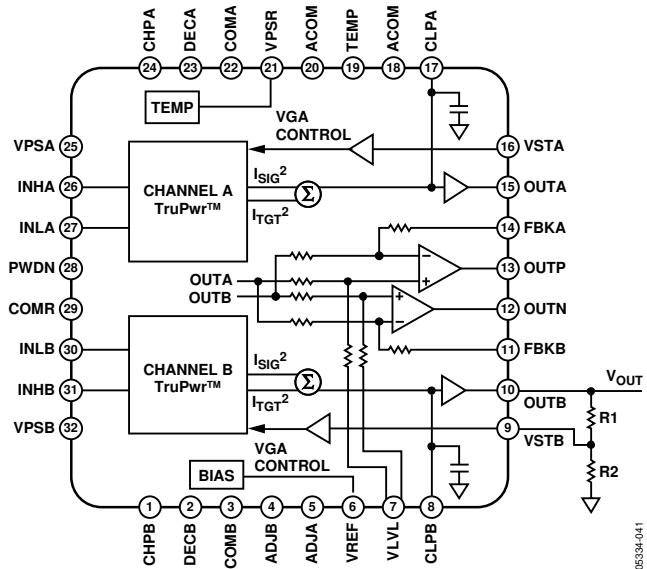 CHPA
DECA
COMA
VPSR
ACOM
TEMP
ACOM
CLPA
24
23
22
21
20
19
18
17
TEMP
VGA
CONTROL
VPSA 25
16 VSTA
INHA 26
CHANNEL A
TruPwr™
ISIG²
ITGT²
Σ
15 OUTA
INLA 27
14 FBKA
PWDN 28
OUTA
OUTB
−
+
13 OUTP
COMR 29
+
−
12 OUTN
INLB 30
CHANNEL B
TruPwr™
ISIG²
ITGT²
Σ
11 FBKB
INHB 31
10
OUTB
VOUT
R1
VPSB 32
9
VSTB
R2
VGA
CONTROL
BIAS
1
2
3
4
5
6
7
8
CHPB
DECB
COMB
ADJB
ADJA
VREF
VLVL
CLPB
05334-041